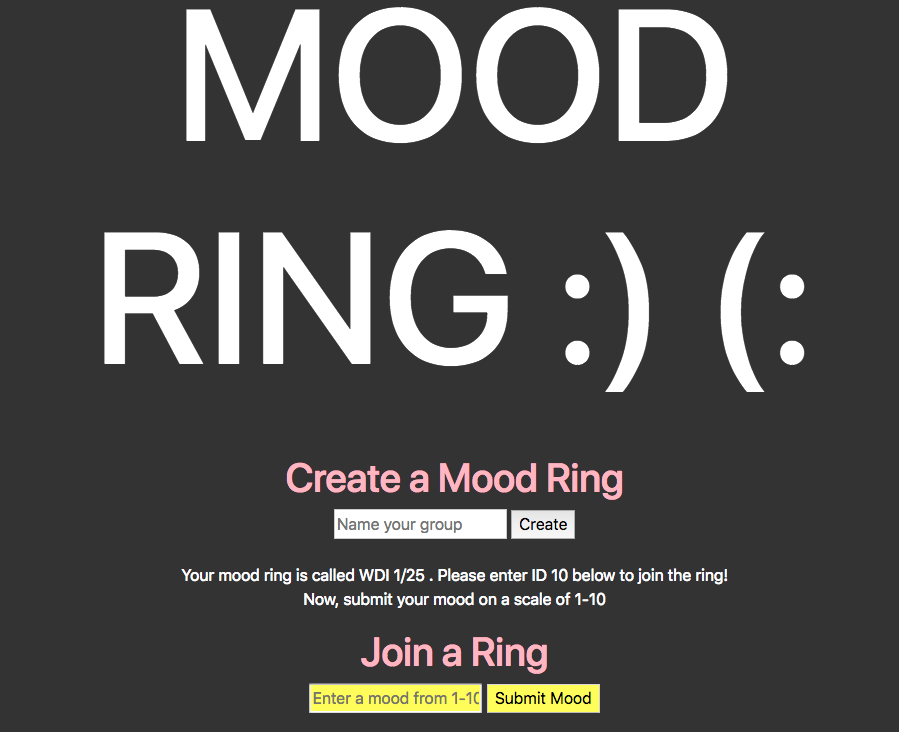 MOOD
RING :) (:
Create a Mood Ring
Name your group Create
Your mood ring is called WDI 1/25 . Please enter ID 10 below to join the ring!
Now, submit your mood on a scale of 1-10
Join a Ring
Enter a mood from 1-10 Submit Mood